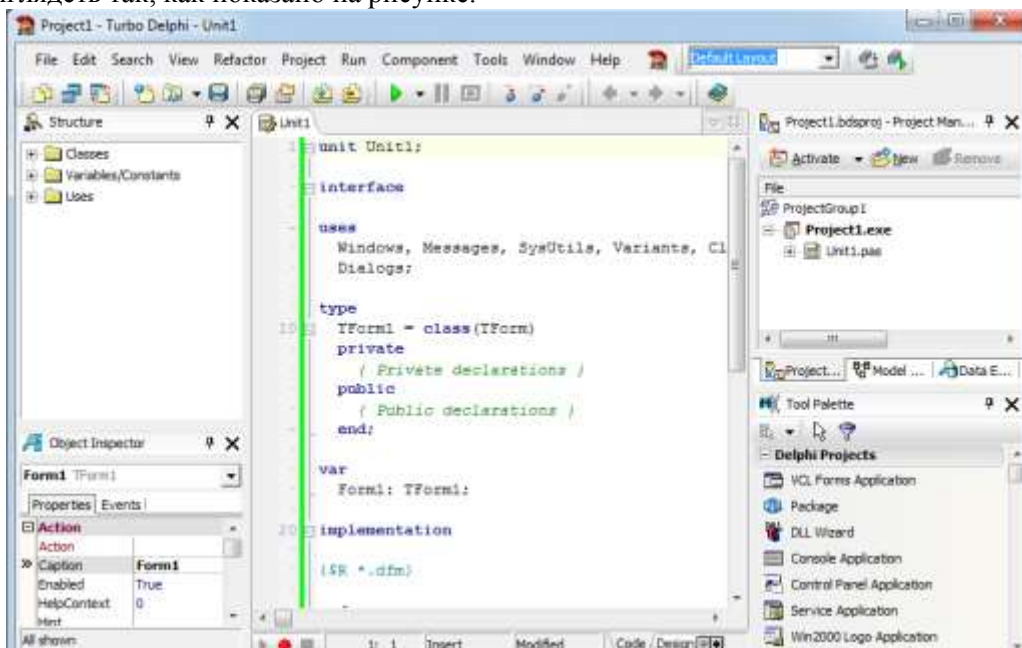 глядеть так, как показано на рисунке.
Project1 - Turbo Delphi - Unit1
File Edit Search View Refactor Project Run Component Tools Window Help Default Layout
Structure
Classes
Variables/Constants
Uses
Object Inspector
Form1 TForm1
Properties Events
Action
Action
Caption Form1
Enabled True
HelpContext 0
Hint
All shown
Unit1
unit Unit1;
interface
uses
Windows, Messages, SysUtils, Variants, Cl
Dialogs;
type
10 TForm1 = class(TForm)
private
{ Private declarations }
public
{ Public declarations }
end;
var
Form1: TForm1;
20 implementation
{$R *.dfm}
1: 1 Insert Modified Code Design
Project1.bdsproj - Project Man...
Activate New Remove
File
ProjectGroup1
Project1.exe
Unit1.pas
Project... Model ... Data E...
Tool Palette
Delphi Projects
VCL Forms Application
Package
DLL Wizard
Console Application
Control Panel Application
Service Application
Win2000 Logo Application